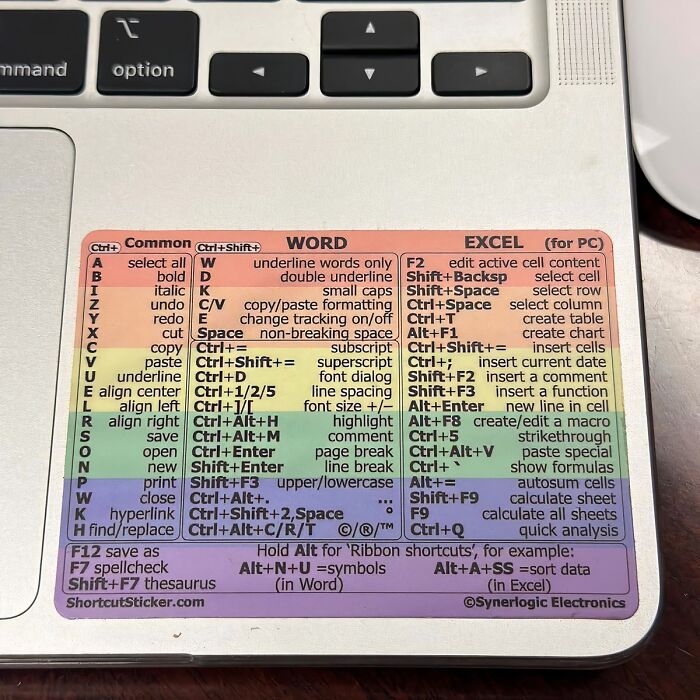 mmand
option
Ctrl+ Common Ctrl+Shift+ WORD EXCEL (for PC)
A select all
B bold
I italic
Z undo
Y redo
X cut
C copy
V paste
U underline
E align center
L align left
R align right
S save
O open
N new
P print
W close
K hyperlink
H find/replace
W underline words only
D double underline
K small caps
C/V copy/paste formatting
E change tracking on/off
Space non-breaking space
Ctrl+= subscript
Ctrl+Shift+= superscript
Ctrl+D font dialog
Ctrl+1/2/5 line spacing
Ctrl+]/[ font size +/−
Ctrl+Alt+H highlight
Ctrl+Alt+M comment
Ctrl+Enter page break
Shift+Enter line break
Shift+F3 upper/lowercase
Ctrl+Alt+. ...
Ctrl+Shift+2,Space °
Ctrl+Alt+C/R/T ©/®/™
F2 edit active cell content
Shift+Backsp select cell
Shift+Space select row
Ctrl+Space select column
Ctrl+T create table
Alt+F1 create chart
Ctrl+Shift+= insert cells
Ctrl+; insert current date
Shift+F2 insert a comment
Shift+F3 insert a function
Alt+Enter new line in cell
Alt+F8 create/edit a macro
Ctrl+5 strikethrough
Ctrl+Alt+V paste special
Ctrl+` show formulas
Alt+= autosum cells
Shift+F9 calculate sheet
F9 calculate all sheets
Ctrl+Q quick analysis
F12 save as
F7 spellcheck
Shift+F7 thesaurus
Hold Alt for ‘Ribbon shortcuts’, for example:
Alt+N+U =symbols Alt+A+SS =sort data
(in Word) (in Excel)
ShortcutSticker.com ©Synerlogic Electronics